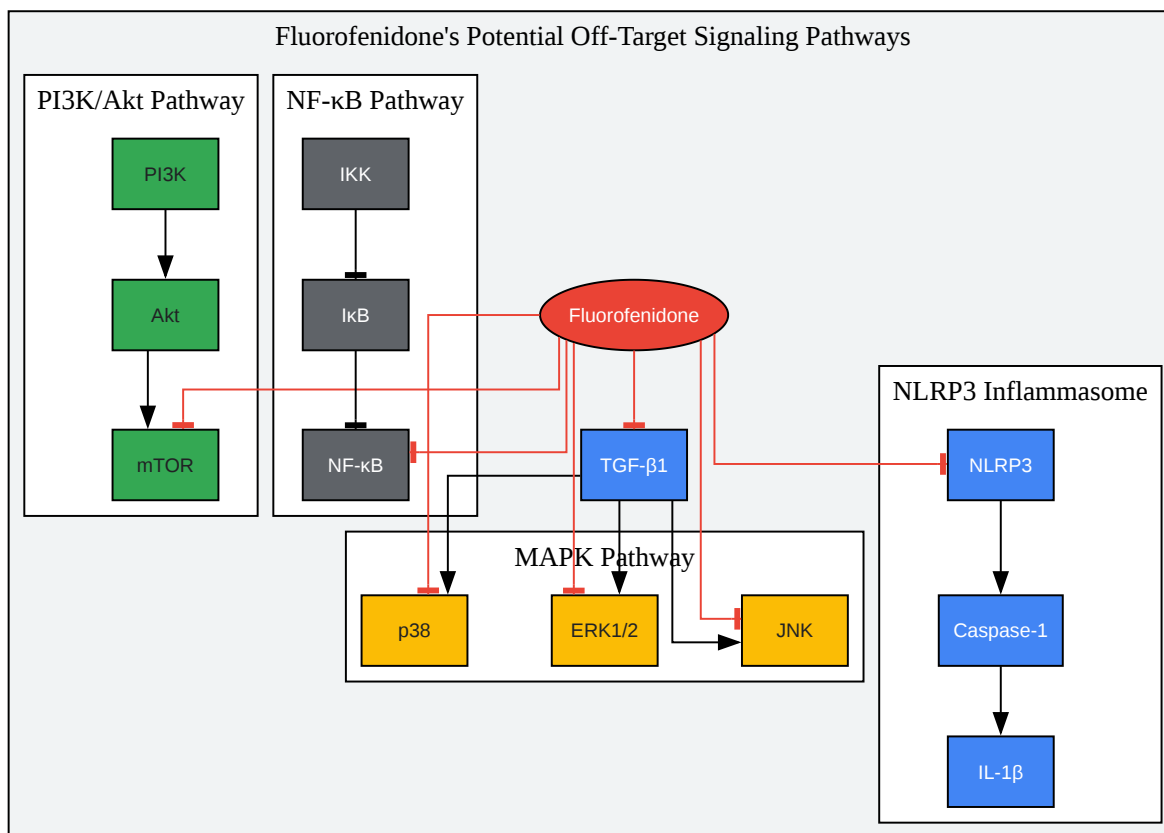 Fluorofenidone's Potential Off-Target Signaling Pathways
PI3K/Akt Pathway
NF-κB Pathway
PI3K
IKK
Akt
IκB
Fluorofenidone
NLRP3 Inflammasome
mTOR
NF-κB
TGF-β1
NLRP3
MAPK Pathway
p38
ERK1/2
JNK
Caspase-1
IL-1β